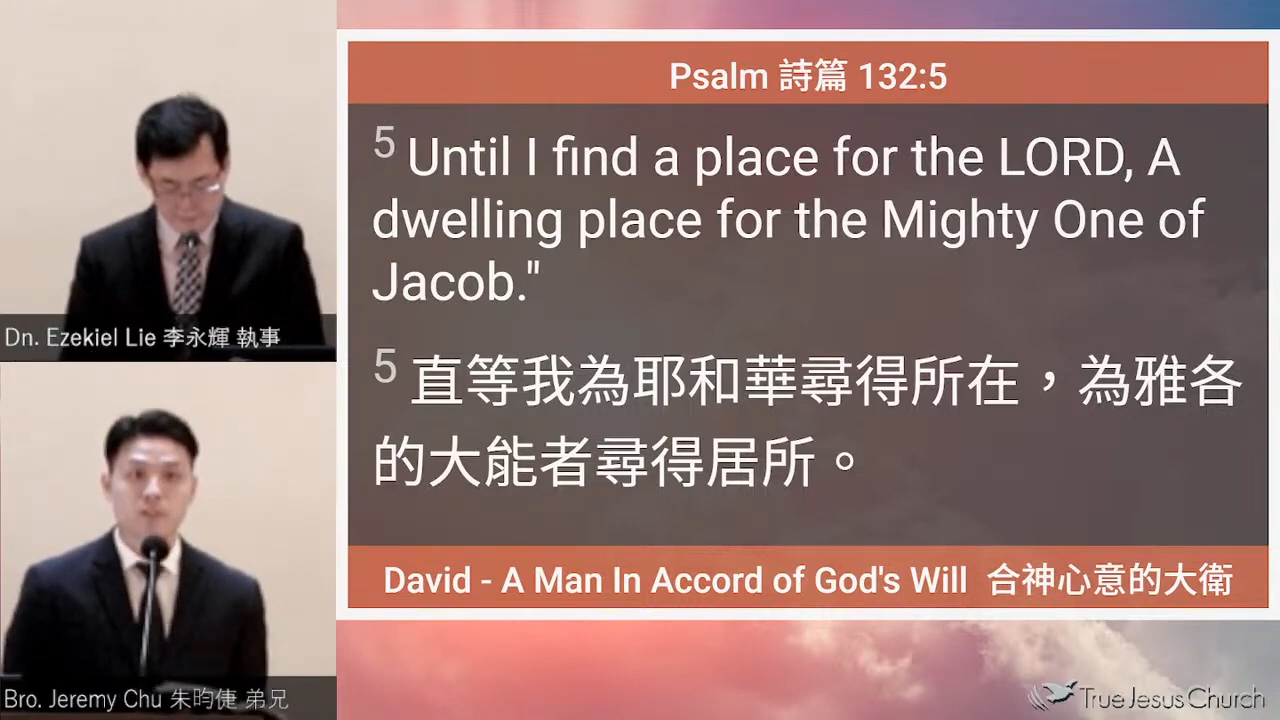 Psalm 詩篇 132:5
5 Until I find a place for the LORD, A
dwelling place for the Mighty One of
Jacob."
5 直等我為耶和華尋得所在，為雅各
的大能者尋得居所。
David - A Man In Accord of God's Will 合神心意的大衛
Dn. Ezekiel Lie 李永輝 執事
Bro. Jeremy Chu 朱昀倢 弟兄
True Jesus Church